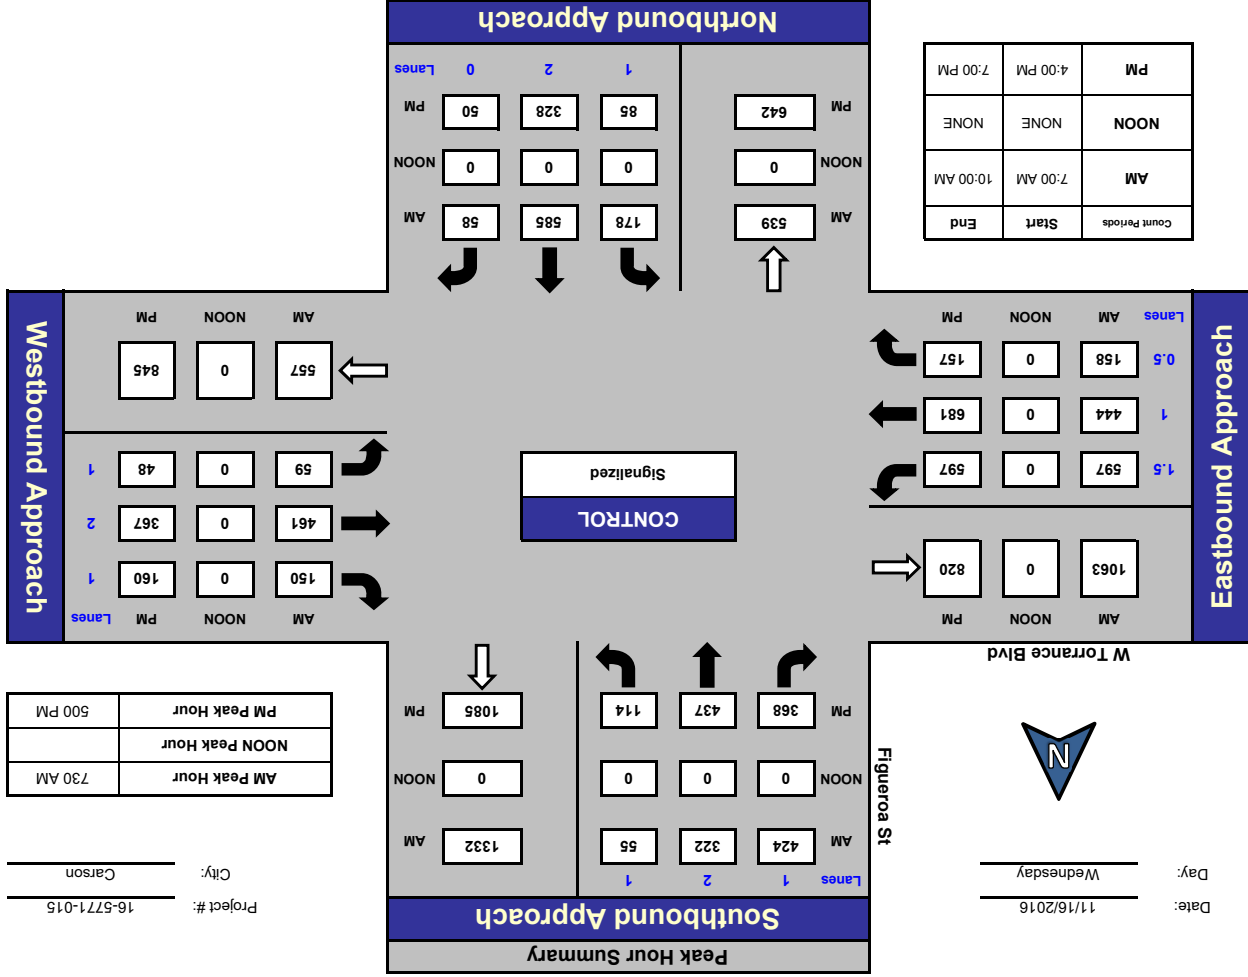 Peak Hour Summary
Southbound Approach
Date: 11/16/2016
Day: Wednesday
Project #: 16-5771-015
City: Carson
Lanes 1 2 1
AM 424 322 55 1332 AM
NOON 0 0 0 0 NOON
PM 368 437 114 1085 PM
Figueroa St
N
W Torrance Blvd
AM Peak Hour 730 AM
NOON Peak Hour
PM Peak Hour 500 PM
Eastbound Approach
AM NOON PM
1063 0 820
1.5 597 0 597
1 444 0 681
0.5 158 0 157
Lanes AM NOON PM
CONTROL
Signalized
AM NOON PM Lanes
150 0 160 1
461 0 367 2
59 0 48 1
557 0 845
AM NOON PM
Westbound Approach
Count Periods Start End
AM 7:00 AM 10:00 AM
NOON NONE NONE
PM 4:00 PM 7:00 PM
AM 539 178 585 58 AM
NOON 0 0 0 0 NOON
PM 642 85 328 50 PM
1 2 0 Lanes
Northbound Approach